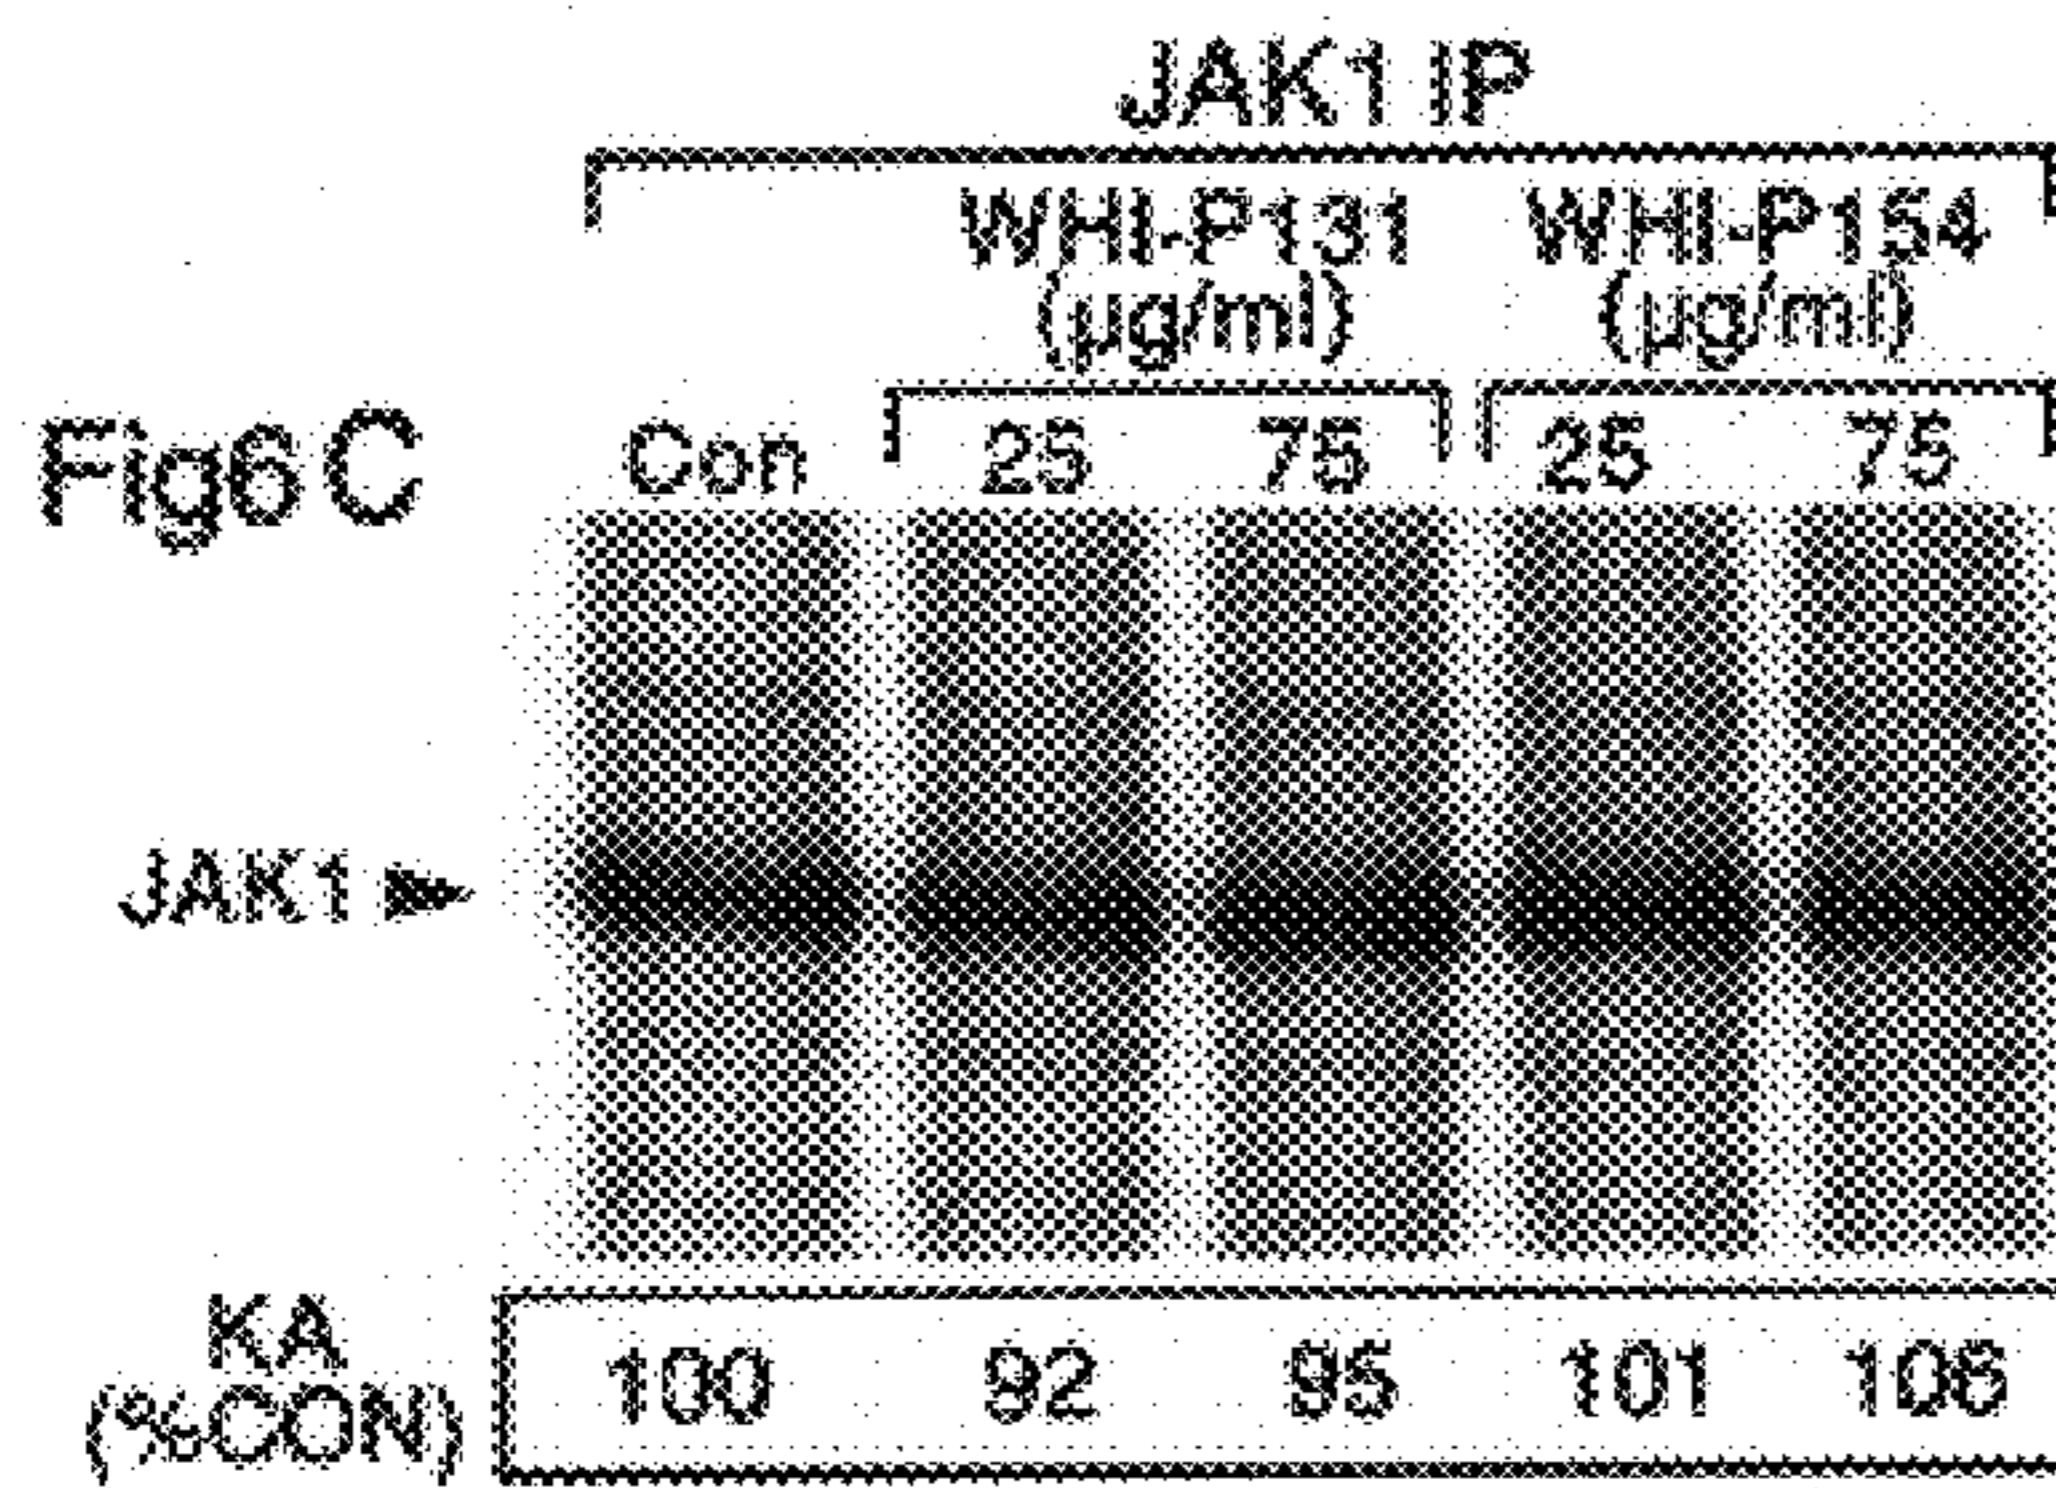 JAK1 IP
WHI-P131 WHI-P154
(µg/ml) (µg/ml)
Fig6 C Con 25 75 25 75
JAK1
KA
(%CON)
100 92 95 101 106